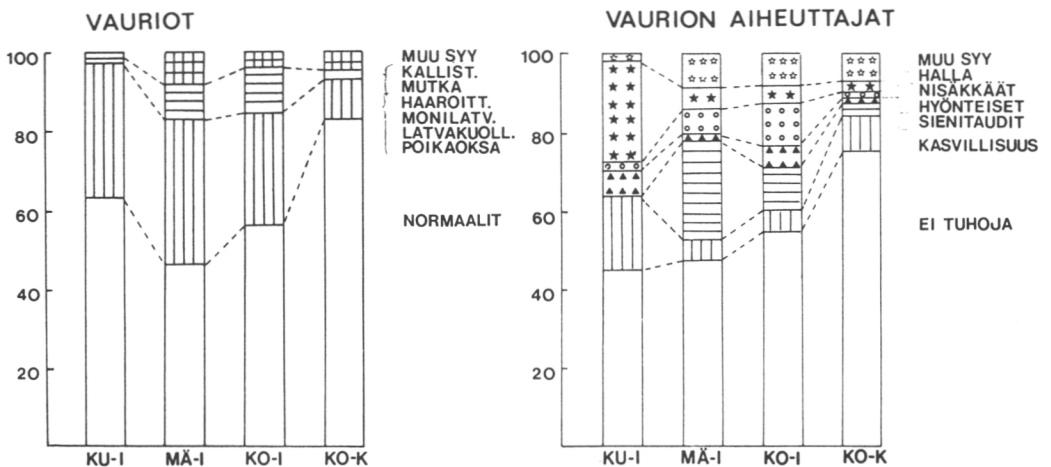 VAURIOT
100
80
60
40
20
KU-I MÄ-I KO-I KO-K
MUU SYY
KALLIST.
MUTKA
HAAROITT.
MONILATV.
LATVAKUOLL.
POIKAOKSA
NORMAALIT
VAURION AIHEUTTAJAT
100
80
60
40
20
KU-I MÄ-I KO-I KO-K
MUU SYY
HALLA
NISÄKKÄÄT
HYÖNTEISET
SIENITAUDIT
KASVILLISUUS
EI TUHOJA